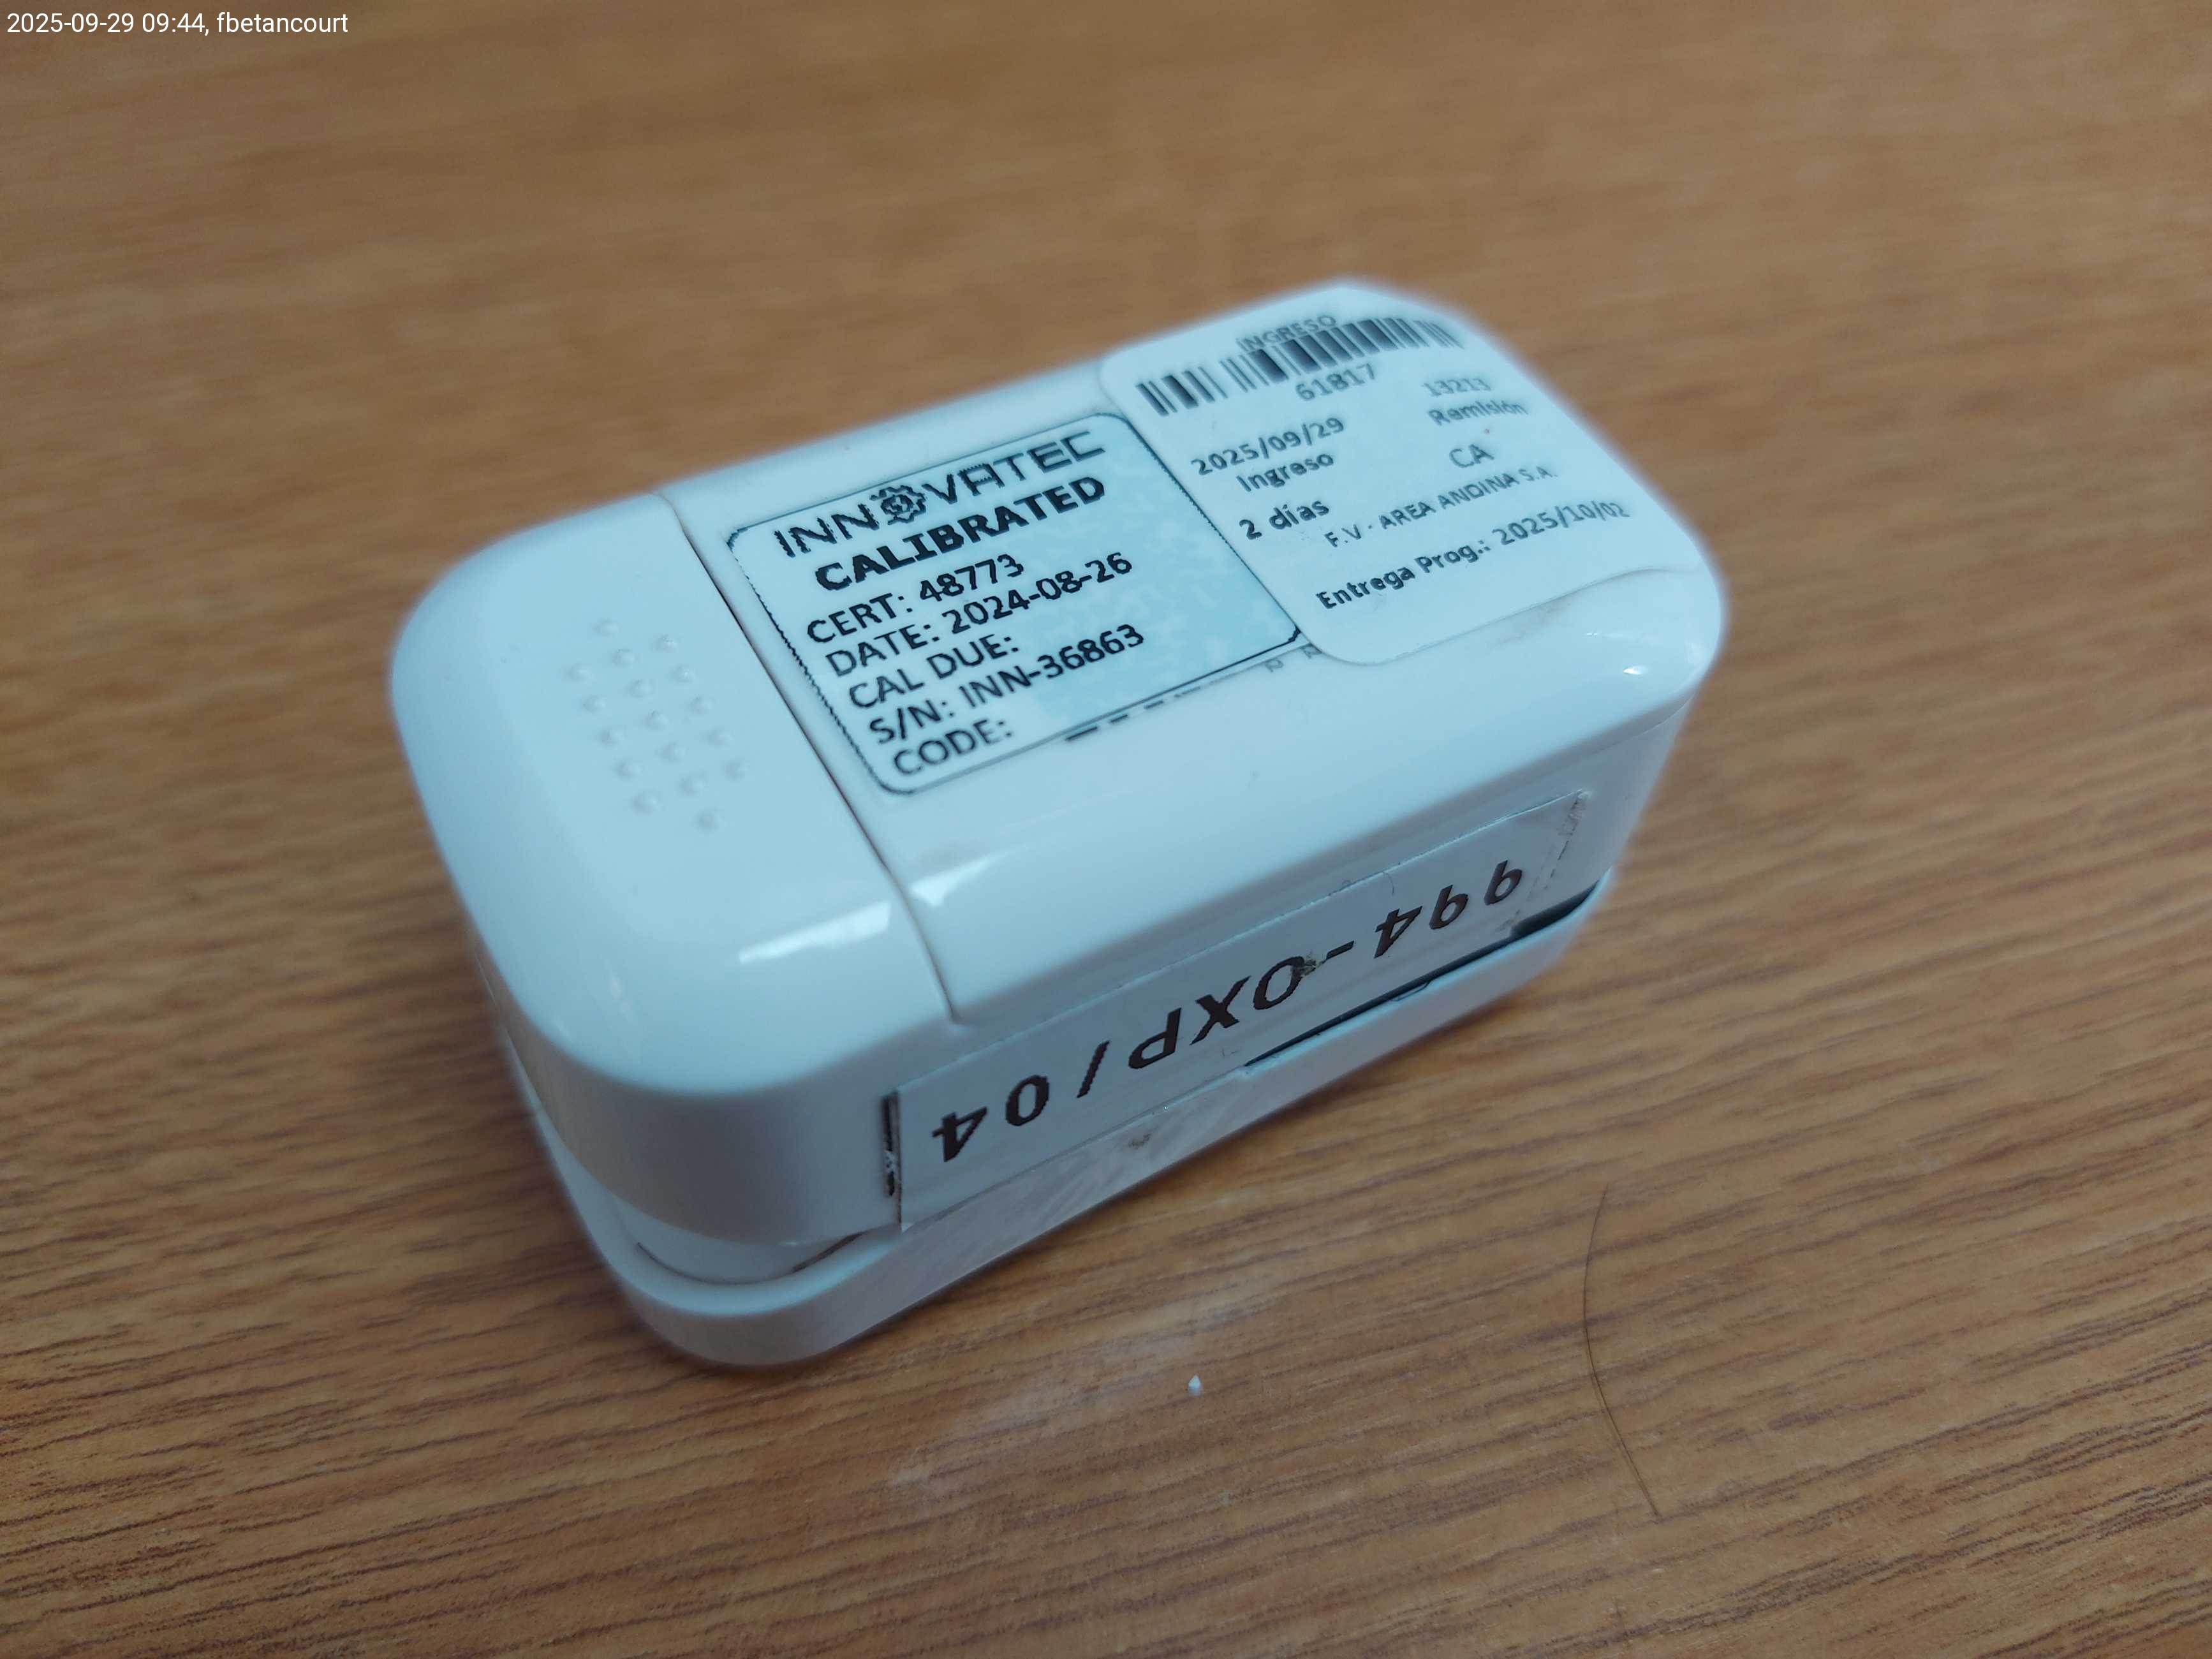 2025-09-29 09:44, fbetancourt
INNOVATEC
CALIBRATED
CERT: 48773
DATE: 2024-08-26
CAL DUE:
S/N: INN-36863
CODE:
INGRESO
61817
13213
Remisión
2025/09/29
Ingreso
CA
2 días
F.V - AREA ANDINA S.A.
Entrega Prog.: 2025/10/02
994-OXP/04